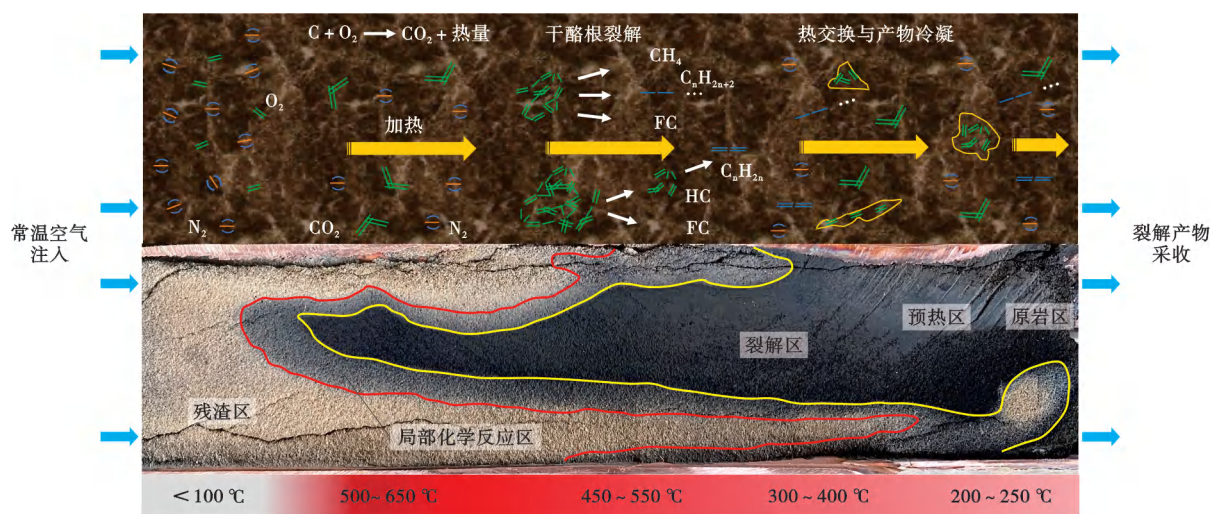 C + O₂ → CO₂ + 热量
干酪根裂解
热交换与产物冷凝
CH₄
CₙH₂ₙ₊₂
...
...
...
O₂
FC
加热
CₙH₂ₙ
HC
N₂
CO₂
N₂
FC
常温空气
注入
裂解产物
采收
预热区
原岩区
裂解区
残渣区
局部化学反应区
<100 ℃
500~650 ℃
450~550 ℃
300~400 ℃
200~250 ℃